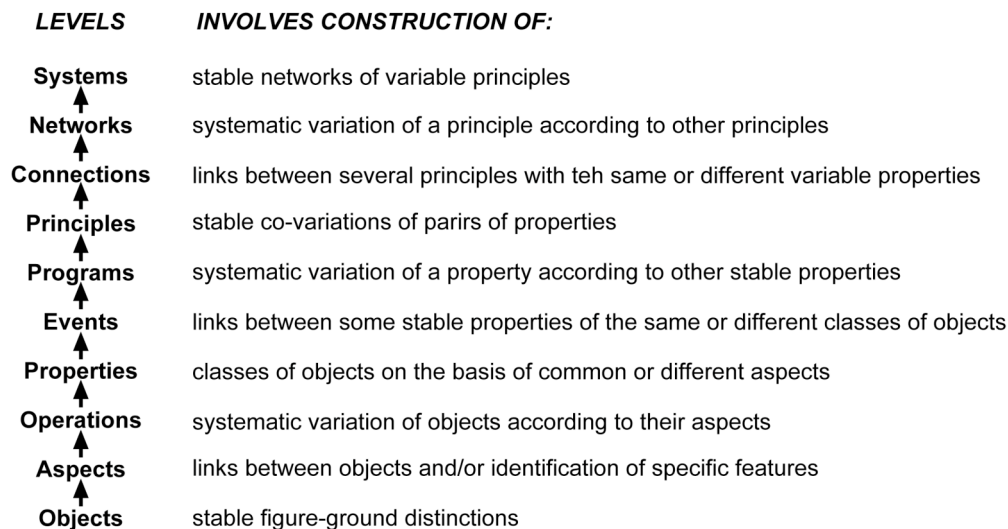 LEVELS INVOLVES CONSTRUCTION OF:
Systems stable networks of variable principles
Networks systematic variation of a principle according to other principles
Connections links between several principles with teh same or different variable properties
Principles stable co-variations of parirs of properties
Programs systematic variation of a property according to other stable properties
Events links between some stable properties of the same or different classes of objects
Properties classes of objects on the basis of common or different aspects
Operations systematic variation of objects according to their aspects
Aspects links between objects and/or identification of specific features
Objects stable figure-ground distinctions